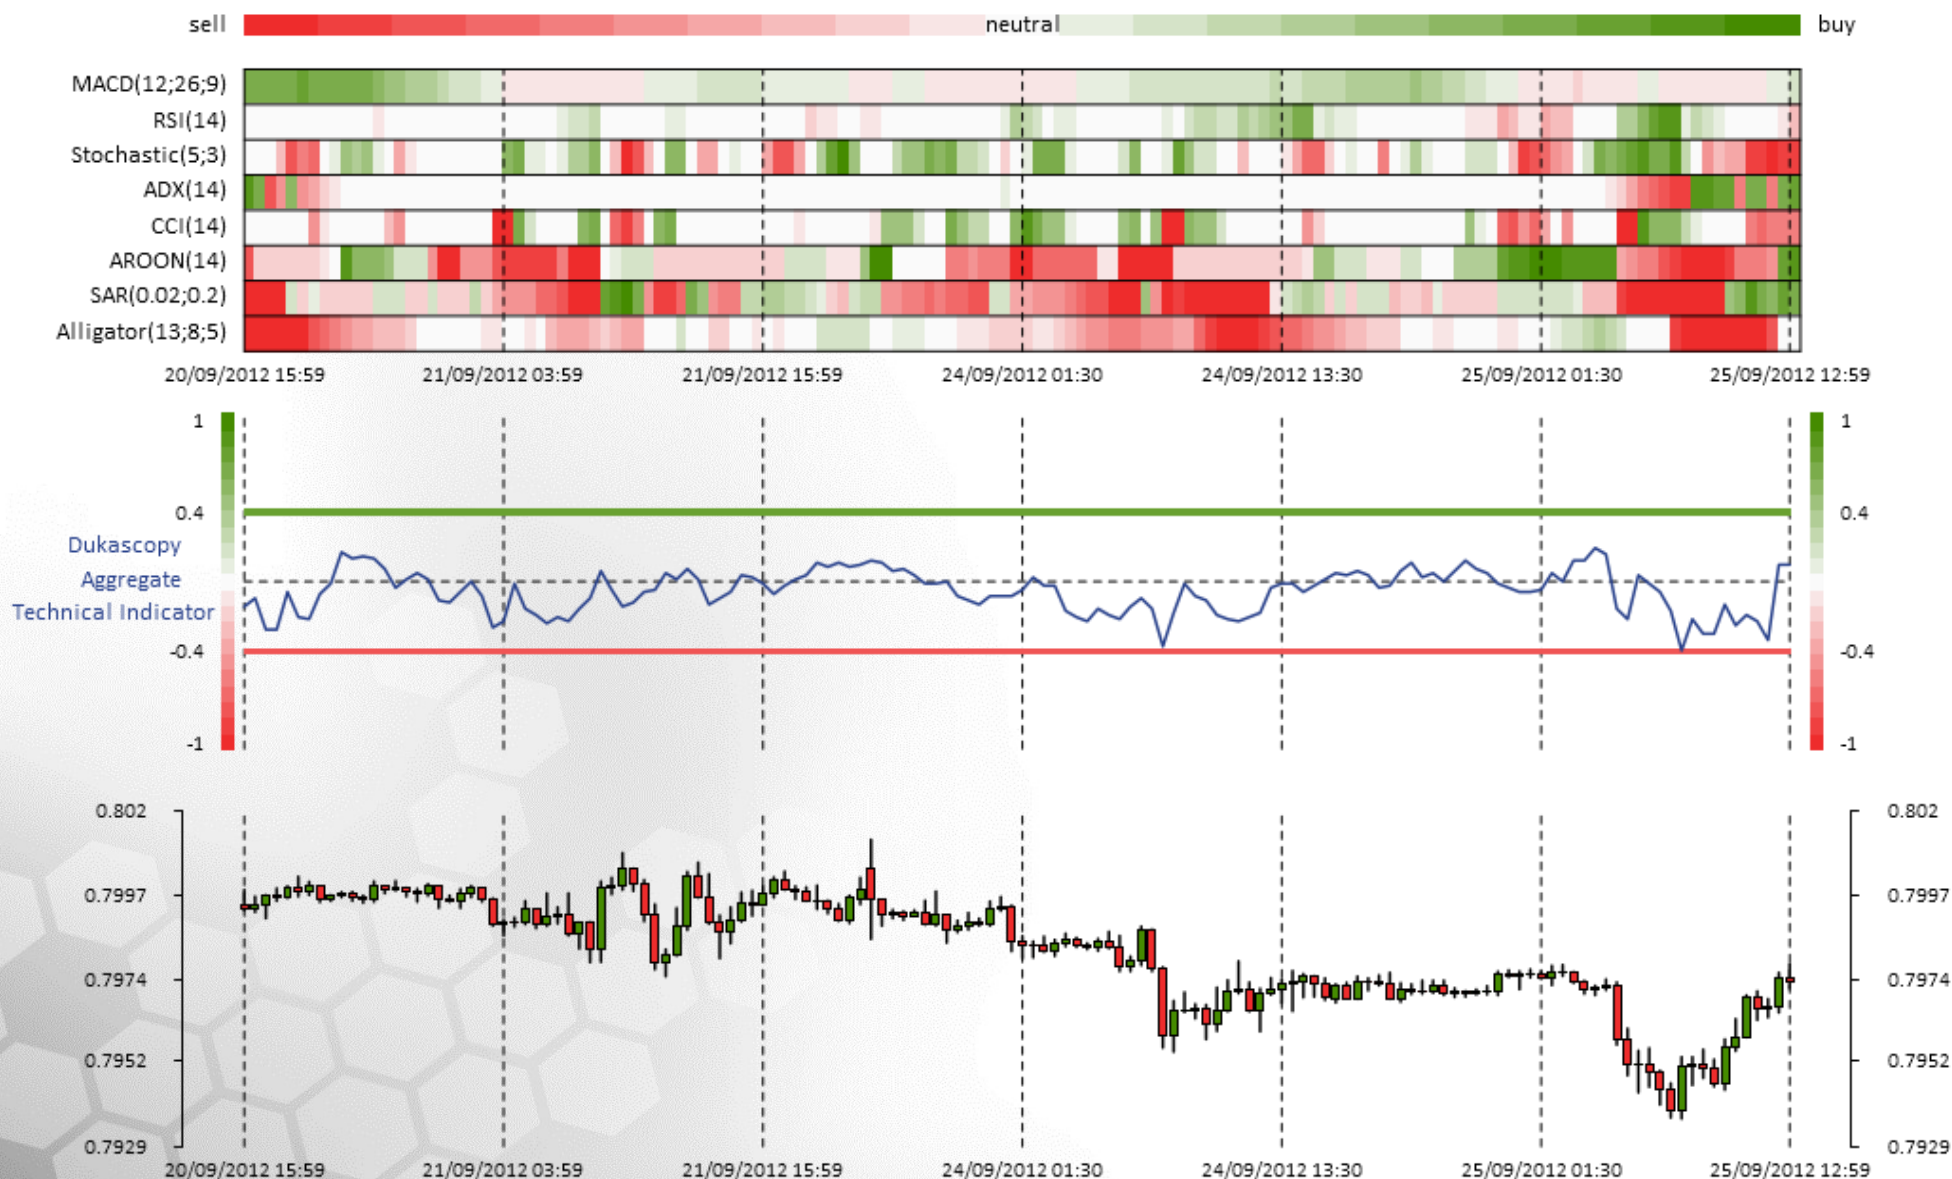 sell neutral buy
MACD(12;26;9)
RSI(14)
Stochastic(5;3)
ADX(14)
CCI(14)
AROON(14)
SAR(0.02;0.2)
Alligator(13;8;5)
20/09/2012 15:59 21/09/2012 03:59 21/09/2012 15:59 24/09/2012 01:30 24/09/2012 13:30 25/09/2012 01:30 25/09/2012 12:59
1 1
0.4 0.4
Dukascopy
Aggregate
Technical Indicator
-0.4 -0.4
-1 -1
0.802 0.802
0.7997 0.7997
0.7974 0.7974
0.7952 0.7952
0.7929 0.7929
20/09/2012 15:59 21/09/2012 03:59 21/09/2012 15:59 24/09/2012 01:30 24/09/2012 13:30 25/09/2012 01:30 25/09/2012 12:59